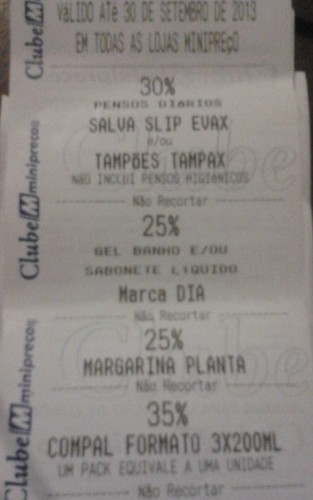 VáLIDO Até 30 DE SETEMBRO DE 2013
EM TODAS AS LOJAS MINIPREçO
30%
PENSOS DIáRIOS
SALVA SLIP EVAX
e/ou
TAMPÕES TAMPAX
NãO INCLUI PENSOS HIGIéNICOS
Não Recortar
25%
GEL BANHO E/OU
SABONETE LíQUIDO
Marca DIA
Não Recortar
25%
MARGARINA PLANTA
Não Recortar
35%
COMPAL FORMATO 3X200ML
UM PACK EQUIVALE A UMA UNIDADE
Não Recortar
Clube M
Clube M minipreço
Clube M minipreço
Clube
Clube